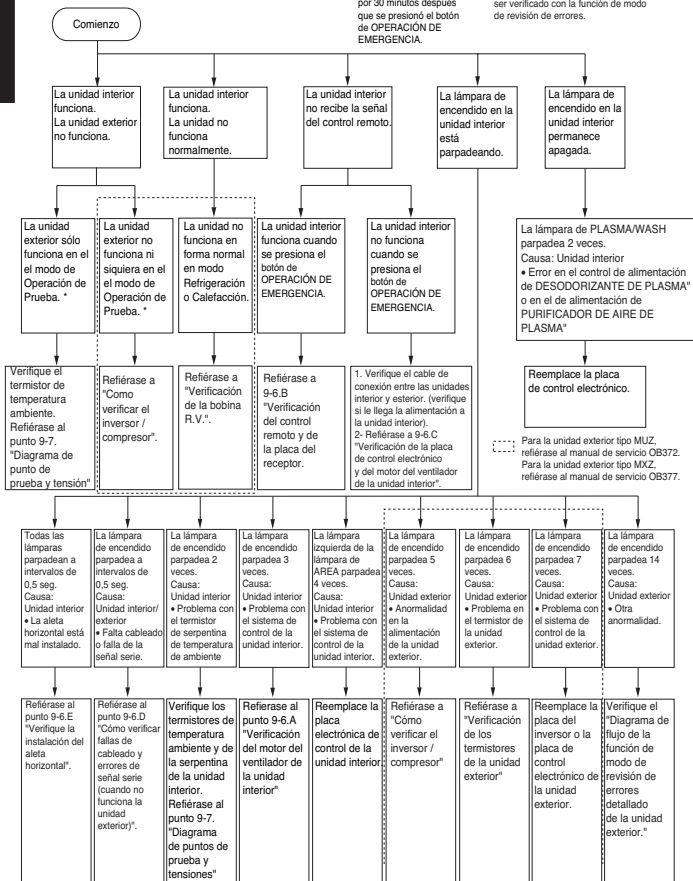 por 30 minutos después
que se presionó el botón
de OPERACIÓN DE
EMERGENCIA.
ser verificado con la función de modo
de revisión de errores.
Comienzo
La unidad interior
funciona.
La unidad exterior
no funciona.
La unidad interior
funciona.
La unidad no
funciona
normalmente.
La unidad interior
no recibe la señal
del control remoto.
La lámpara de
encendido en la
unidad interior
está
parpadeando.
La lámpara de
encendido en la
unidad interior
permanece
apagada.
La unidad
exterior sólo
funciona en el
el modo de
Operación de
Prueba. *
La unidad
exterior no
funciona ni
siquiera en el
el modo de
Operación de
Prueba. *
La unidad no
funciona en
forma normal
en modo
Refrigeración
o Calefacción.
La unidad interior
funciona cuando
se presiona el
botón de
OPERACIÓN DE
EMERGENCIA.
La unidad interior
no funciona
cuando se
presiona el
botón de
OPERACIÓN DE
EMERGENCIA.
La lámpara de PLASMA/WASH
parpadea 2 veces.
Causa: Unidad interior
• Error en el control de alimentación
de DESODORIZANTE DE PLASMA"
o en el de alimentación de
PURIFICADOR DE AIRE DE
PLASMA"
Verifique el
termistor de
temperatura
ambiente.
Refiérase al
punto 9-7.
"Diagrama de
punto de
prueba y tensión"
Refiérase a
"Como
verificar el
inversor /
compresor".
Refiérase a
"Verificación
de la bobina
R.V.".
Refiérase a
9-6.B
"Verificación
del control
remoto y de
la placa del
receptor.
1. Verifique el cable de
conexión entre las unidades
interior y esterior. (verifique
si le llega la alimentación a
la unidad interior).
2- Refiérase a 9-6.C
"Verificación de la placa
de control electrónico
y del motor del ventilador
de la unidad interior".
Reemplace la placa
de control electrónico.
Para la unidad exterior tipo MUZ,
refiérase al manual de servicio OB372.
Para la unidad exterior tipo MXZ,
refiérase al manual de servicio OB377.
Todas las
lámparas
parpadean a
intervalos de
0,5 seg.
Causa:
Unidad interior
• La aleta
horizontal está
mal instalado.
La lámpara
de encendido
parpadea a
intervalos de
0,5 seg.
Causa:
Unidad interior/
exterior
• Falta cableado
o falla de la
señal serie.
La lámpara
de encendido
parpadea 2
veces.
Causa:
Unidad interior
• Problema con
el termistor
de serpentina
de temperatura
de ambiente
La lámpara
de encendido
parpadea 3
veces.
Causa:
Unidad interior
• Problema con
el sistema de
control de la
unidad interior.
La lámpara
izquierda de la
lámpara de
AREA parpadea
4 veces.
Causa:
Unidad interior
• Problema con
el sistema de
control de la
unidad interior.
La lámpara
de encendido
parpadea 5
veces.
Causa:
Unidad exterior
• Anormalidad
en la
alimentación
de la unidad
exterior.
La lámpara
de encendido
parpadea 6
veces.
Causa:
Unidad exterior
• Problema en
el termistor de
la unidad
exterior.
La lámpara
de encendido
parpadea 7
veces.
Causa:
Unidad exterior
• Problema con
el sistema de
control de la
unidad exterior.
La lámpara
de encendido
parpadea 14
veces.
Causa:
Unidad exterior
• Otra
anormalidad.
Refiérase al
punto 9-6.E
"Verifique la
instalación del
aleta
horizontal".
Refiérase al
punto 9-6.D
"Cómo verificar
fallas de
cableado y
errores de
señal serie
(cuando no
funciona la
unidad
exterior)".
Verifique los
termistores de
temperatura
ambiente y de
la serpentina
de la unidad
interior.
Refiérase al
punto 9-7.
"Diagrama
de puntos de
prueba y
tensiones"
Refierase al
punto 9-6.A
"Verificación
del motor del
ventilador de
la unidad
interior"
Reemplace la
placa
electrónica de
control de la
unidad interior.
Refiérase a
"Cómo
verificar el
inversor /
compresor"
Refiérase a
"Verificación
de los
termistores
de la unidad
exterior"
Reemplace la
placa del
inversor o la
placa de
control
electrónico de
la unidad
exterior.
Verifique el
"Diagrama de
flujo de la
función de
modo de
revisión de
errores
detallado
de la unidad
exterior."